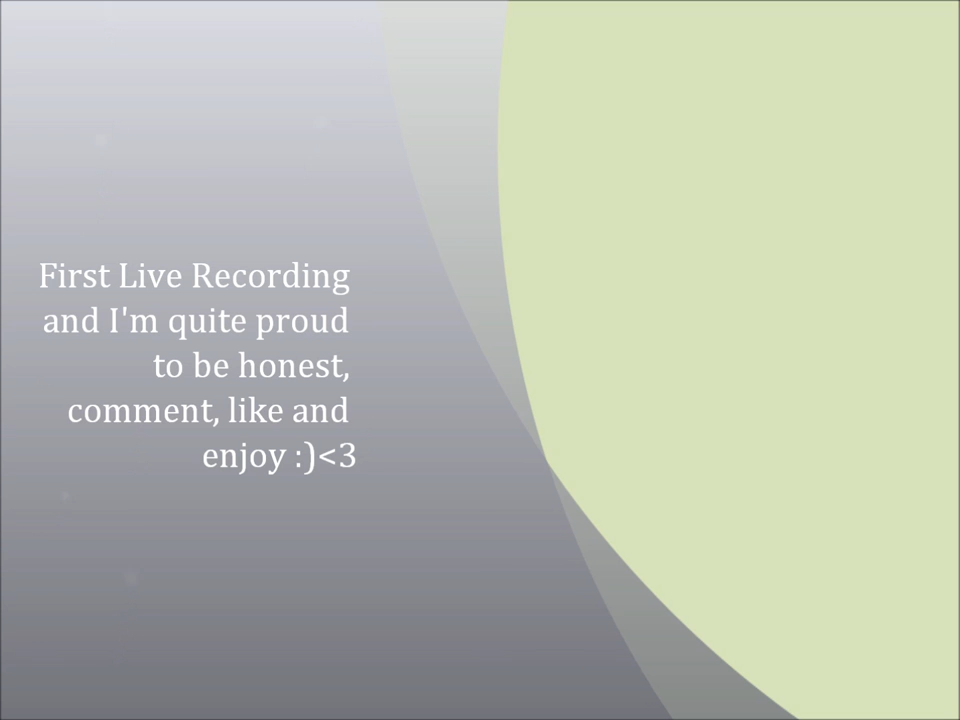 First Live Recording
and I'm quite proud
to be honest,
comment, like and
enjoy :)<3